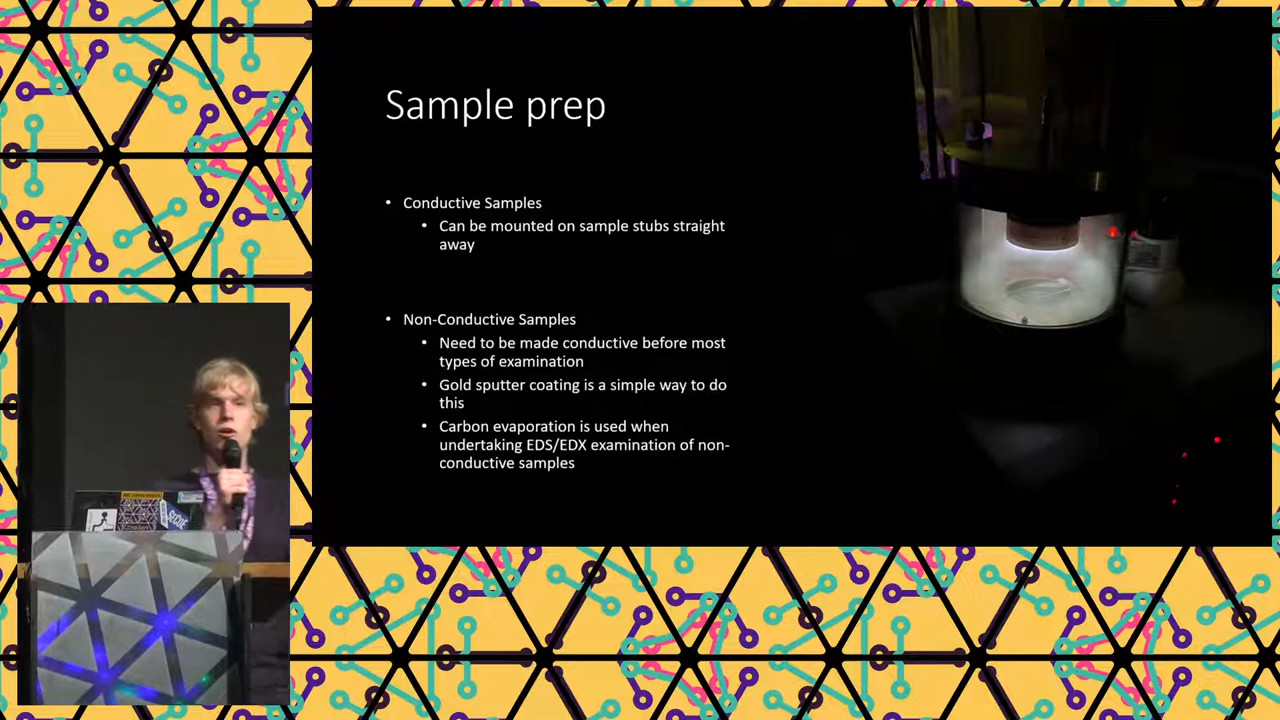 Sample prep
• Conductive Samples
• Can be mounted on sample stubs straight
away
• Non-Conductive Samples
• Need to be made conductive before most
types of examination
• Gold sputter coating is a simple way to do
this
• Carbon evaporation is used when
undertaking EDS/EDX examination of non-
conductive samples